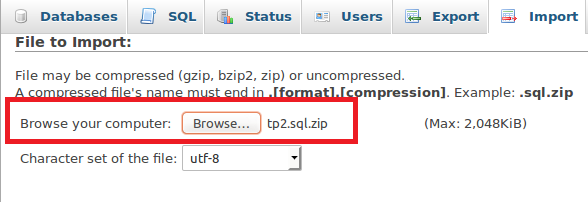 Databases SQL Status Users Export Import
File to Import:
File may be compressed (gzip, bzip2, zip) or uncompressed.
A compressed file's name must end in .[format].[compression]. Example: .sql.zip
Browse your computer: Browse... tp2.sql.zip (Max: 2,048KiB)
Character set of the file: utf-8